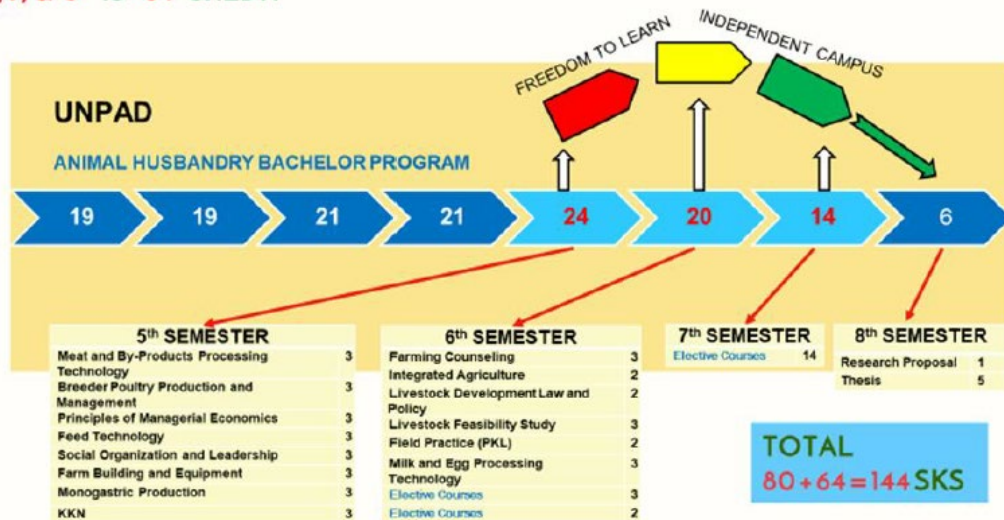 FREEDOM TO LEARN
INDEPENDENT CAMPUS
UNPAD
ANIMAL HUSBANDRY BACHELOR PROGRAM
19 19 21 21 24 20 14 6
5th SEMESTER
Meat and By-Products Processing Technology 3
Breeder Poultry Production and Management 3
Principles of Managerial Economics 3
Feed Technology 3
Social Organization and Leadership 3
Farm Building and Equipment 3
Monogastric Production 3
KKN 3
6th SEMESTER
Farming Counseling 3
Integrated Agriculture 2
Livestock Development Law and Policy 2
Livestock Feasibility Study 3
Field Practice (PKL) 2
Milk and Egg Processing Technology 3
Elective Courses 3
Elective Courses 2
7th SEMESTER
Elective Courses 14
8th SEMESTER
Research Proposal 1
Thesis 5
TOTAL
80+64=144 SKS